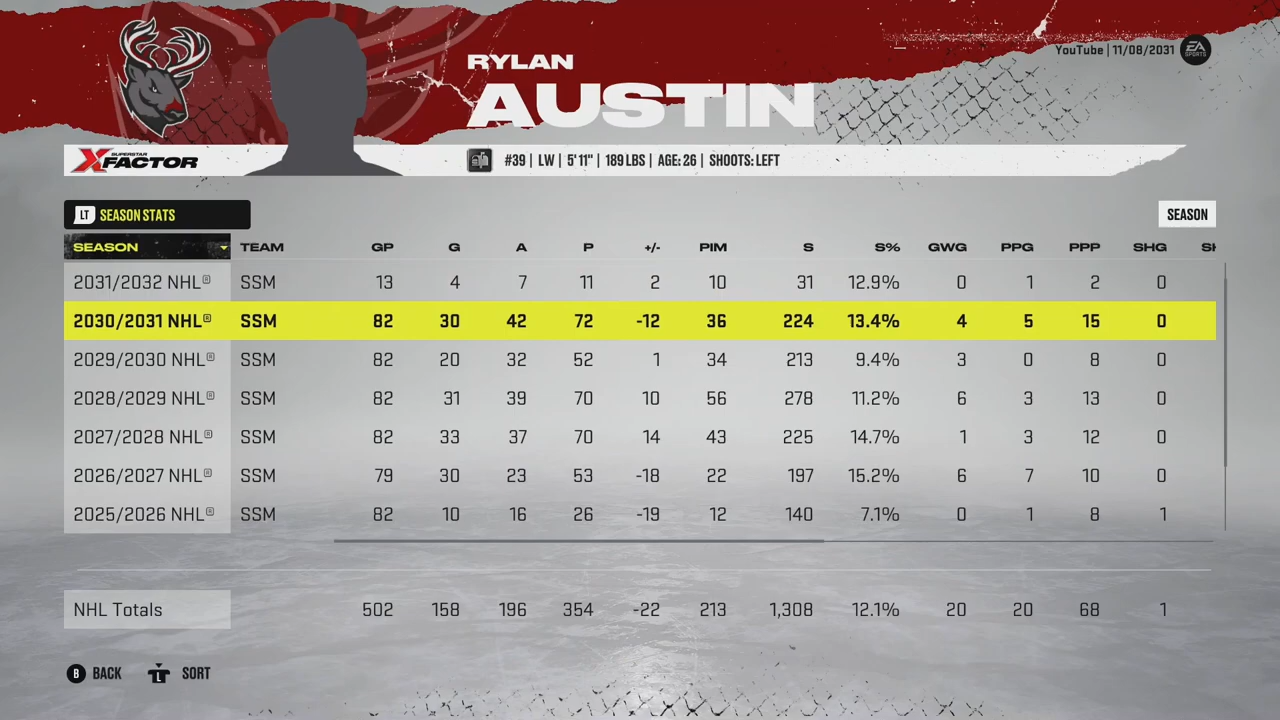 RYLAN
AUSTIN
YouTube | 11/08/2031
EA SPORTS
SUPERSTAR
X FACTOR
#39 | LW | 5'11" | 189 LBS | AGE: 26 | SHOOTS: LEFT
LT SEASON STATS
SEASON
SEASON TEAM GP G A P +/- PIM S S% GWG PPG PPP SHG SH
2031/2032 NHL® SSM 13 4 7 11 2 10 31 12.9% 0 1 2 0
2030/2031 NHL® SSM 82 30 42 72 -12 36 224 13.4% 4 5 15 0
2029/2030 NHL® SSM 82 20 32 52 1 34 213 9.4% 3 0 8 0
2028/2029 NHL® SSM 82 31 39 70 10 56 278 11.2% 6 3 13 0
2027/2028 NHL® SSM 82 33 37 70 14 43 225 14.7% 1 3 12 0
2026/2027 NHL® SSM 79 30 23 53 -18 22 197 15.2% 6 7 10 0
2025/2026 NHL® SSM 82 10 16 26 -19 12 140 7.1% 0 1 8 1
NHL Totals 502 158 196 354 -22 213 1,308 12.1% 20 20 68 1
B BACK L SORT